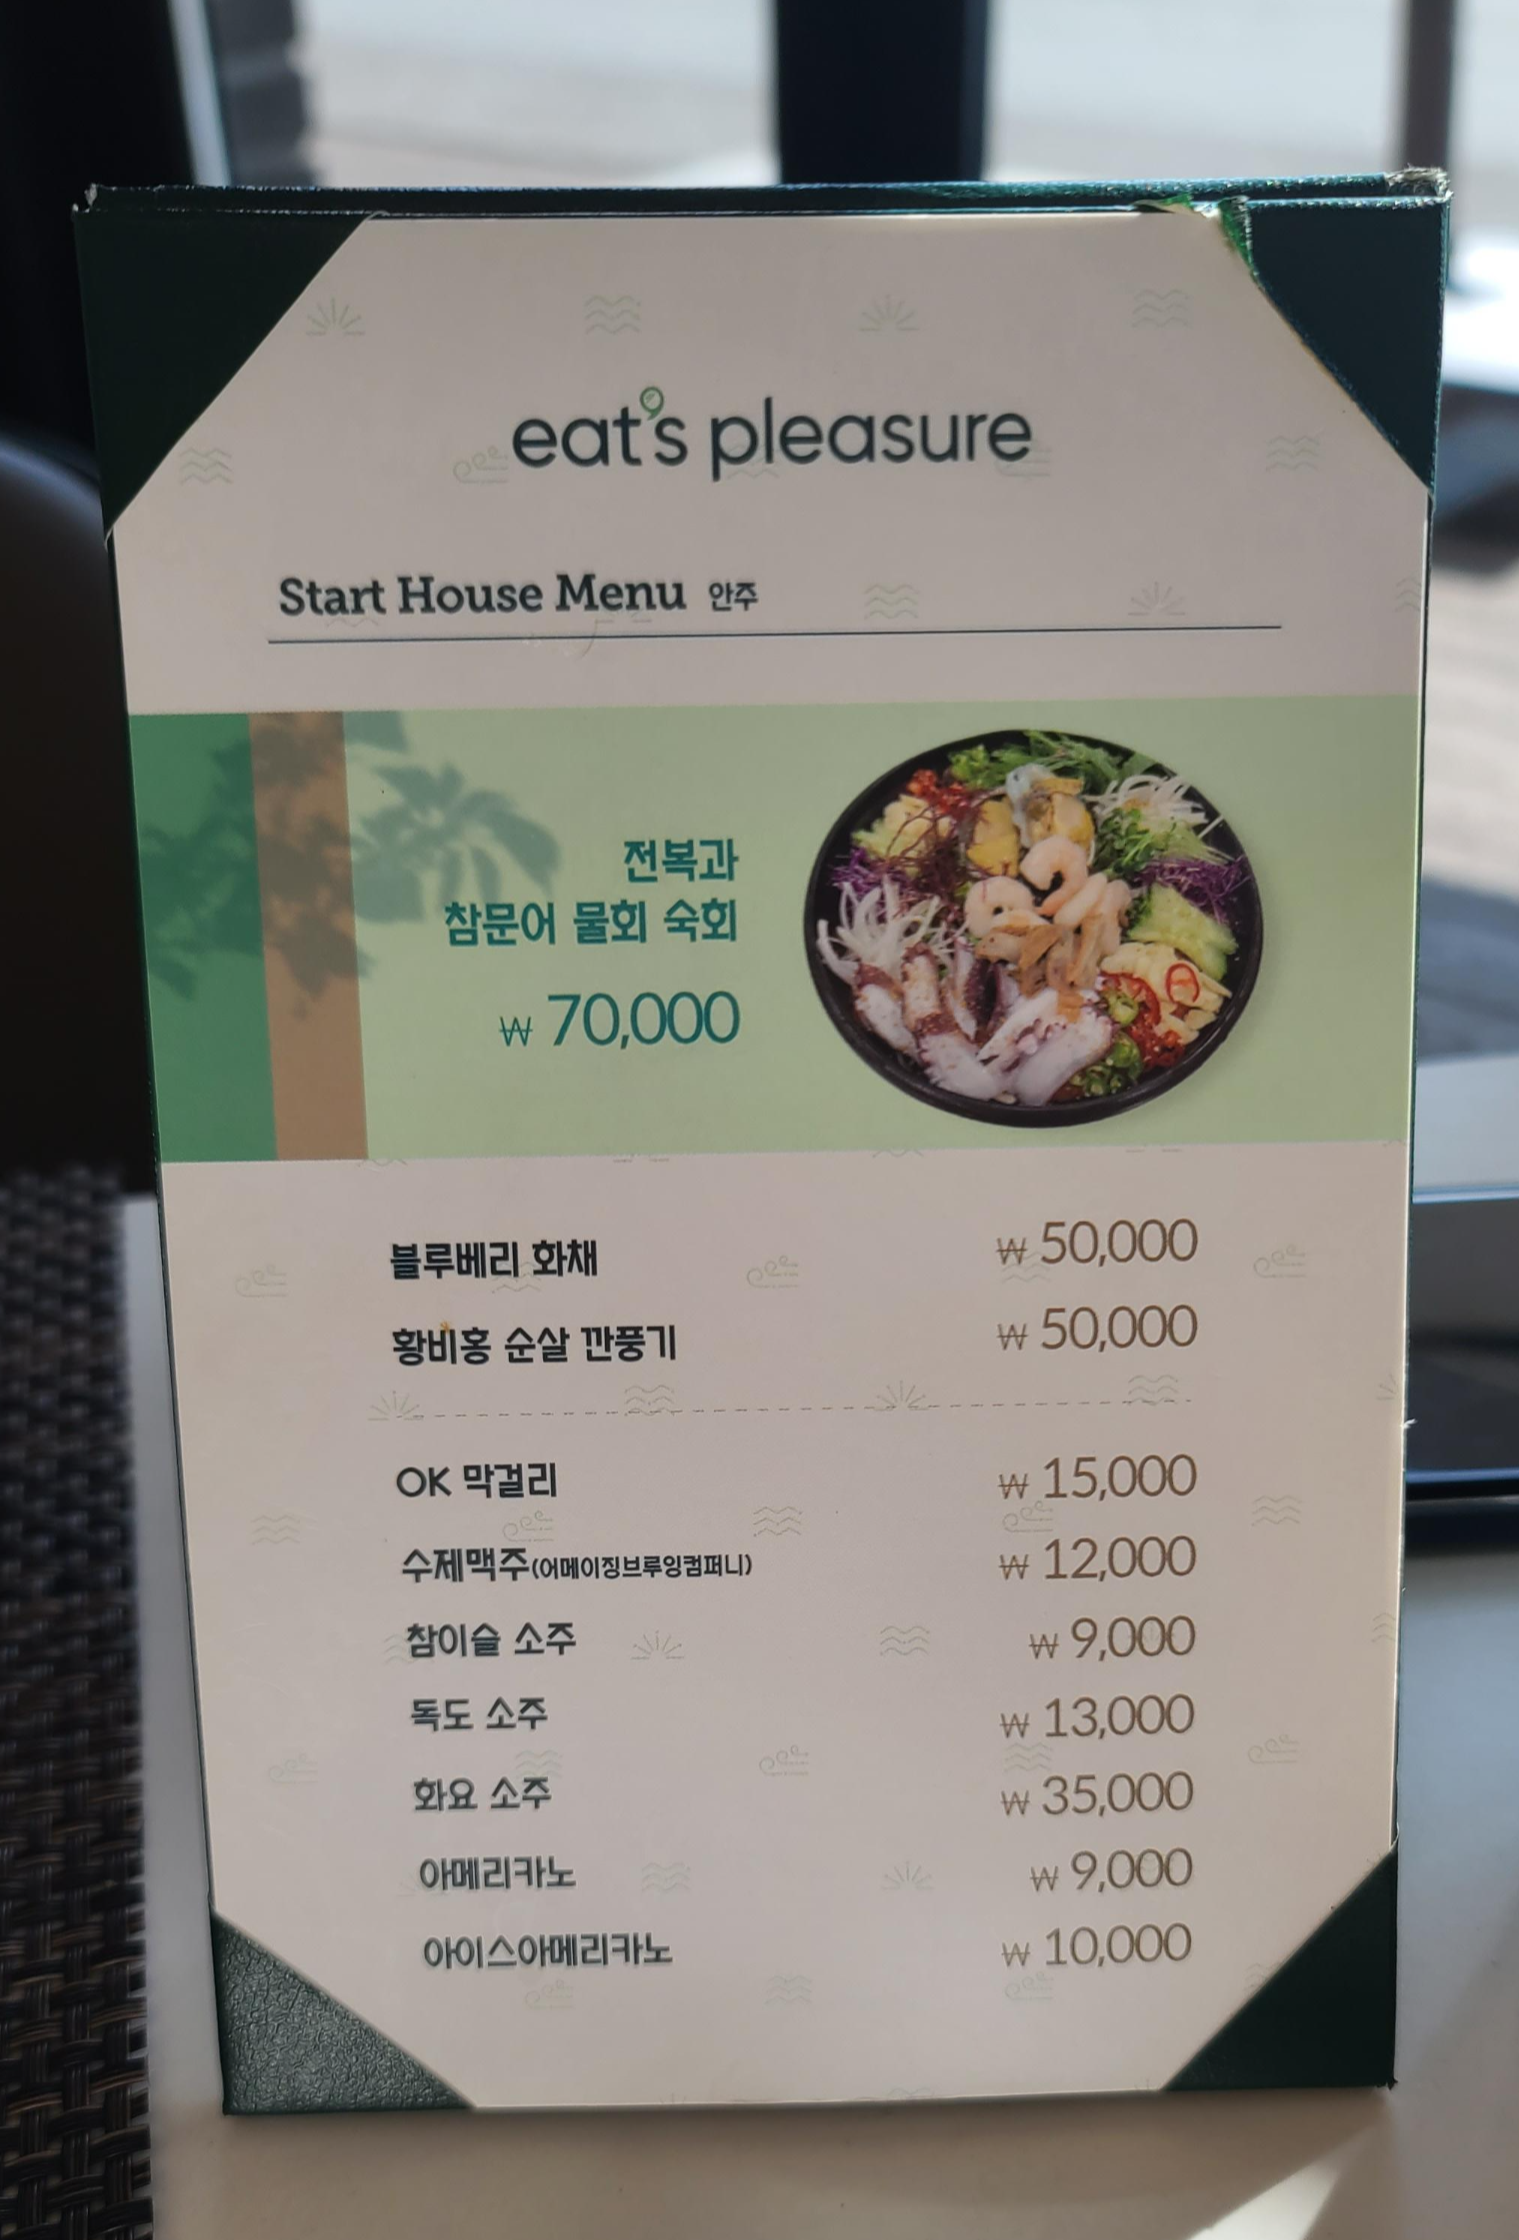 eat's pleasure
Start House Menu 안주
전복과
참문어 물회 숙회
₩ 70,000
블루베리 화채 ₩ 50,000
황비홍 순살 깐풍기 ₩ 50,000
OK 막걸리 ₩ 15,000
수제맥주(어메이징브루잉컴퍼니) ₩ 12,000
참이슬 소주 ₩ 9,000
독도 소주 ₩ 13,000
화요 소주 ₩ 35,000
아메리카노 ₩ 9,000
아이스아메리카노 ₩ 10,000